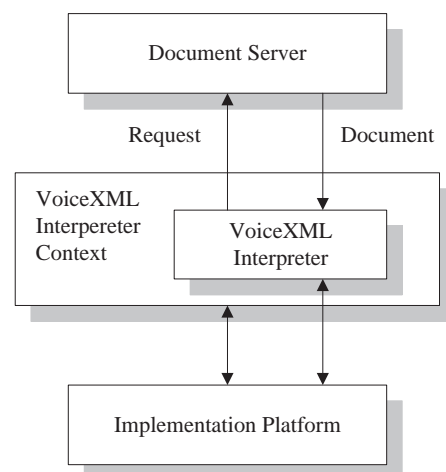 Document Server
Request
Document
VoiceXML
Interpereter
Context
VoiceXML
Interpreter
Implementation Platform